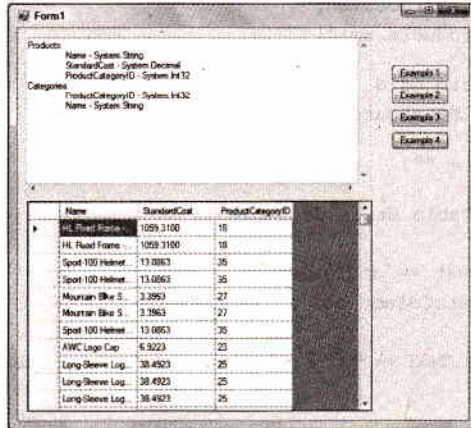 Form1
Products
Name - System.String
StandardCost - System.Decimal
ProductCategoryID - System.Int32
Categories
ProductCategoryID - System.Int32
Name - System.String
Example 1
Example 2
Example 3
Example 4
Name StandardCost ProductCategoryID
HL Road Frame -... 1059.3100 18
HL Road Frame -... 1059.3100 18
Sport-100 Helmet... 13.0863 35
Sport-100 Helmet... 13.0863 35
Mountain Bike S... 3.3963 27
Mountain Bike S... 3.3963 27
Sport-100 Helmet... 13.0863 35
AWC Logo Cap 6.9223 23
Long-Sleeve Log... 38.4923 25
Long-Sleeve Log... 38.4923 25
Long-Sleeve Log... 38.4923 25